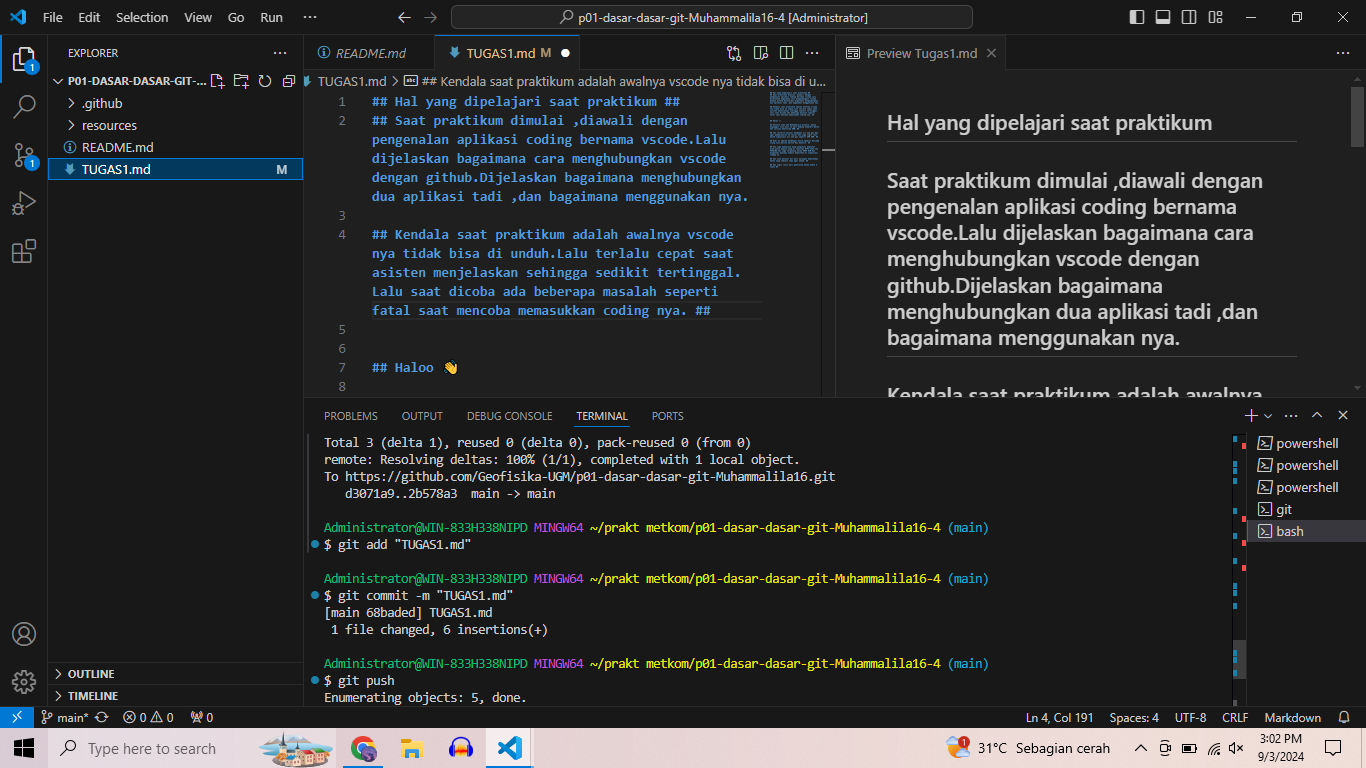 File Edit Selection View Go Run ··· p01-dasar-dasar-git-Muhammalila16-4 [Administrator]
EXPLORER ···
P01-DASAR-DASAR-GIT-...
.github
resources
README.md
TUGAS1.md M
OUTLINE
TIMELINE
README.md TUGAS1.md M ···
TUGAS1.md > ## Kendala saat praktikum adalah awalnya vscode nya tidak bisa di u...
1 ## Hal yang dipelajari saat praktikum ##
2 ## Saat praktikum dimulai ,diawali dengan
pengenalan aplikasi coding bernama vscode.Lalu
dijelaskan bagaimana cara menghubungkan vscode
dengan github.Dijelaskan bagaimana menghubungkan
dua aplikasi tadi ,dan bagaimana menggunakan nya.
3
4 ## Kendala saat praktikum adalah awalnya vscode
nya tidak bisa di unduh.Lalu terlalu cepat saat
asisten menjelaskan sehingga sedikit tertinggal.
Lalu saat dicoba ada beberapa masalah seperti
fatal saat mencoba memasukkan coding nya. ##
5
6
7 ## Haloo 👋
8
Preview Tugas1.md ···
Hal yang dipelajari saat praktikum
Saat praktikum dimulai ,diawali dengan
pengenalan aplikasi coding bernama
vscode.Lalu dijelaskan bagaimana cara
menghubungkan vscode dengan
github.Dijelaskan bagaimana
menghubungkan dua aplikasi tadi ,dan
bagaimana menggunakan nya.
Kendala saat praktikum adalah awalnya
PROBLEMS OUTPUT DEBUG CONSOLE TERMINAL PORTS
Total 3 (delta 1), reused 0 (delta 0), pack-reused 0 (from 0)
remote: Resolving deltas: 100% (1/1), completed with 1 local object.
To https://github.com/Geofisika-UGM/p01-dasar-dasar-git-Muhammalila16.git
d3071a9..2b578a3 main -> main
Administrator@WIN-833H338NIPD MINGW64 ~/prakt metkom/p01-dasar-dasar-git-Muhammalila16-4 (main)
$ git add "TUGAS1.md"
Administrator@WIN-833H338NIPD MINGW64 ~/prakt metkom/p01-dasar-dasar-git-Muhammalila16-4 (main)
$ git commit -m "TUGAS1.md"
[main 68baded] TUGAS1.md
1 file changed, 6 insertions(+)
Administrator@WIN-833H338NIPD MINGW64 ~/prakt metkom/p01-dasar-dasar-git-Muhammalila16-4 (main)
$ git push
Enumerating objects: 5, done.
powershell
powershell
powershell
git
bash
main* 0 0 0 Ln 4, Col 191 Spaces: 4 UTF-8 CRLF Markdown
Type here to search 1 31°C Sebagian cerah 3:02 PM
9/3/2024